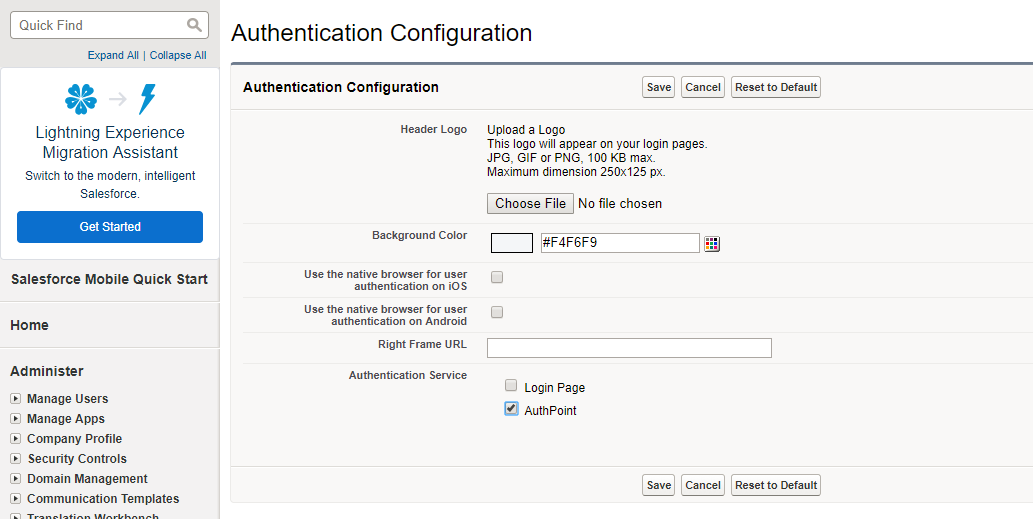 Quick Find
Expand All | Collapse All
Lightning Experience
Migration Assistant
Switch to the modern, intelligent
Salesforce.
Get Started
Salesforce Mobile Quick Start
Home
Administer
Manage Users
Manage Apps
Company Profile
Security Controls
Domain Management
Communication Templates
Translation Workbench
Authentication Configuration
Authentication Configuration
Save Cancel Reset to Default
Header Logo
Upload a Logo
This logo will appear on your login pages.
JPG, GIF or PNG, 100 KB max.
Maximum dimension 250x125 px.
Choose File No file chosen
Background Color
#F4F6F9
Use the native browser for user
authentication on iOS
Use the native browser for user
authentication on Android
Right Frame URL
Authentication Service
Login Page
AuthPoint
Save Cancel Reset to Default